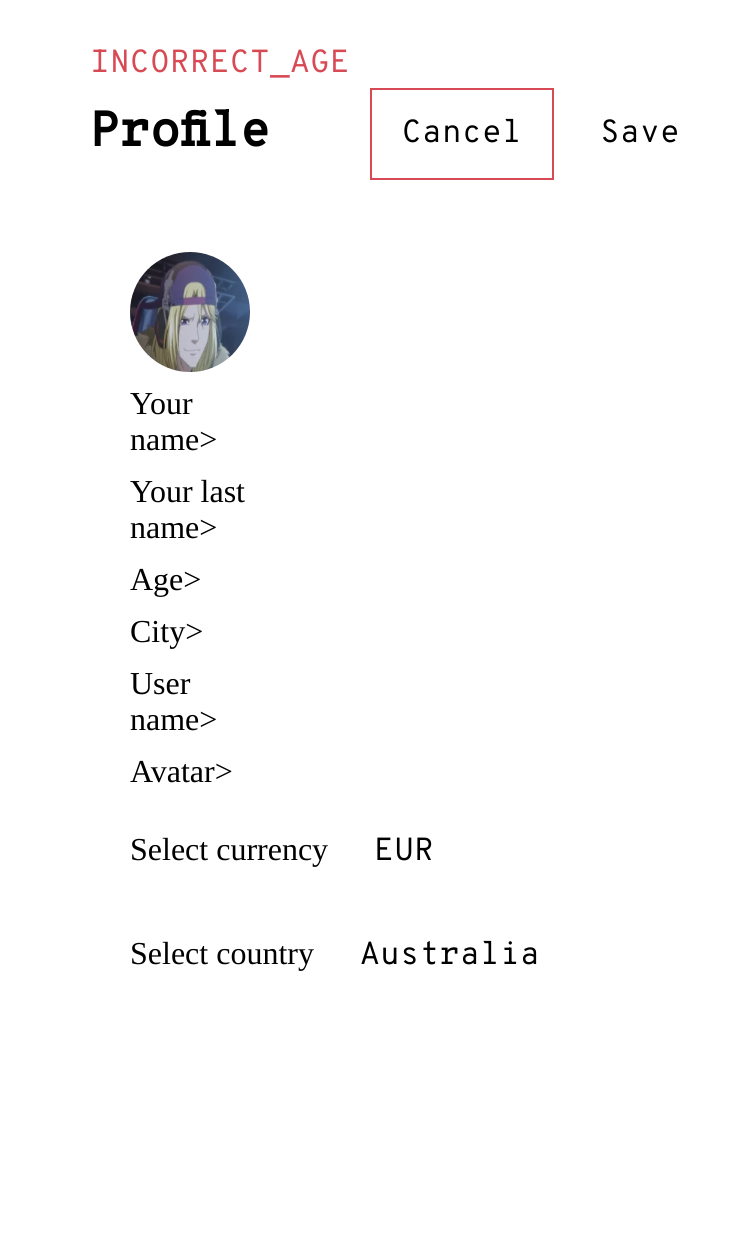 INCORRECT_AGE
Profile Cancel Save
Your
name>
Your last
name>
Age>
City>
User
name>
Avatar>
Select currency EUR
Select country Australia